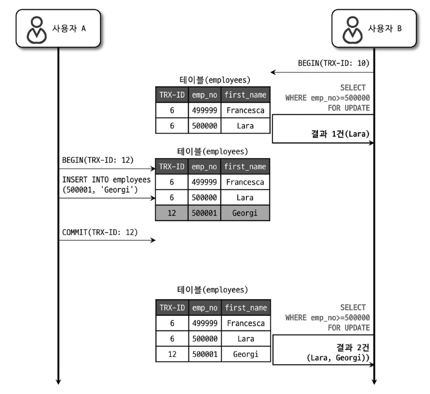 사용자 A
사용자 B
BEGIN(TRX-ID: 10)
테이블(employees)
TRX-ID emp_no first_name
6 499999 Francesca
6 500000 Lara
SELECT
WHERE emp_no>=500000
FOR UPDATE
결과 1건(Lara)
BEGIN(TRX-ID: 12)
INSERT INTO employees
(500001, 'Georgi')
테이블(employees)
TRX-ID emp_no first_name
6 499999 Francesca
6 500000 Lara
12 500001 Georgi
COMMIT(TRX-ID: 12)
테이블(employees)
TRX-ID emp_no first_name
6 499999 Francesca
6 500000 Lara
12 500001 Georgi
SELECT
WHERE emp_no>=500000
FOR UPDATE
결과 2건
(Lara, Georgi))